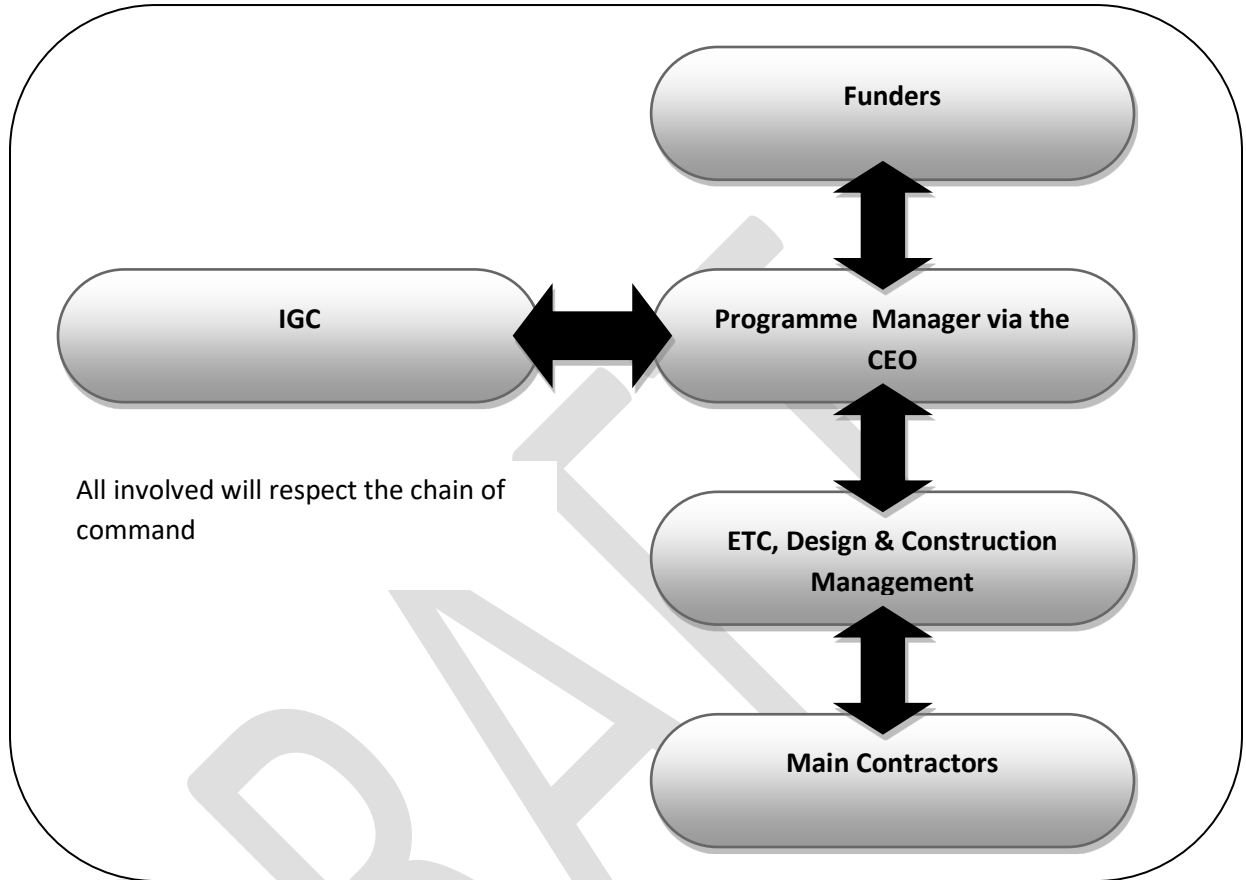 Funders
IGC
Programme  Manager via the
CEO
All involved will respect the chain of
command
ETC, Design & Construction
Management
Main Contractors
DRAFT